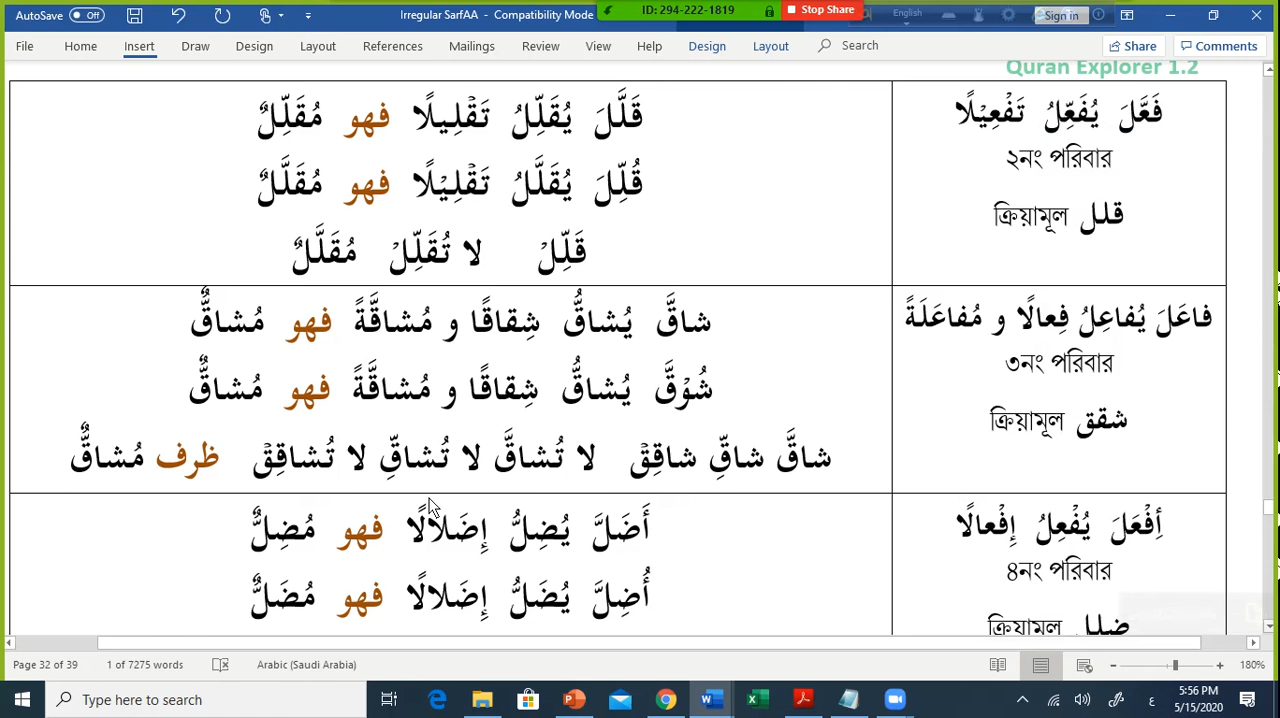 AutoSave Off
Irregular SarfAA - Compatibility Mode
ID: 294-222-1819
Stop Share
English
Sign in
File Home Insert Draw Design Layout References Mailings Review View Help Design Layout Search Share Comments
Quran Explorer 1.2
فَعَّلَ يُفَعِّلُ تَفْعِيْلًا
২নং পরিবার
قلل ক্রিয়ামূল
قَلَّلَ يُقَلِّلُ تَقْلِيلًا فهو مُقَلِّلٌ
قُلِّلَ يُقَلَّلُ تَقْلِيْلًا فهو مُقَلَّلٌ
قَلِّلْ لا تُقَلِّلْ مُقَلَّلٌ
فاعَلَ يُفاعِلُ فِعالًا و مُفاعَلَةً
৩নং পরিবার
شقق ক্রিয়ামূল
شاقَّ يُشاقُّ شِقاقًا و مُشاقَّةً فهو مُشاقٌّ
شُوْقَّ يُشاقُّ شِقاقًا و مُشاقَّةً فهو مُشاقٌّ
شاقَّ شاقِّ شاقِقْ لا تُشاقَّ لا تُشاقِّ لا تُشاقِقْ ظرف مُشاقٌّ
أِفْعَلَ يُفْعِلُ إِفْعالًا
৪নং পরিবার
ضلل ক্রিয়ামূল
أَضَلَّ يُضِلُّ إِضَلالًا فهو مُضِلٌّ
أُضِلَّ يُضَلُّ إِضَلالًا فهو مُضَلٌّ
Page 32 of 39 1 of 7275 words Arabic (Saudi Arabia) 180%
Type here to search
5:56 PM
5/15/2020